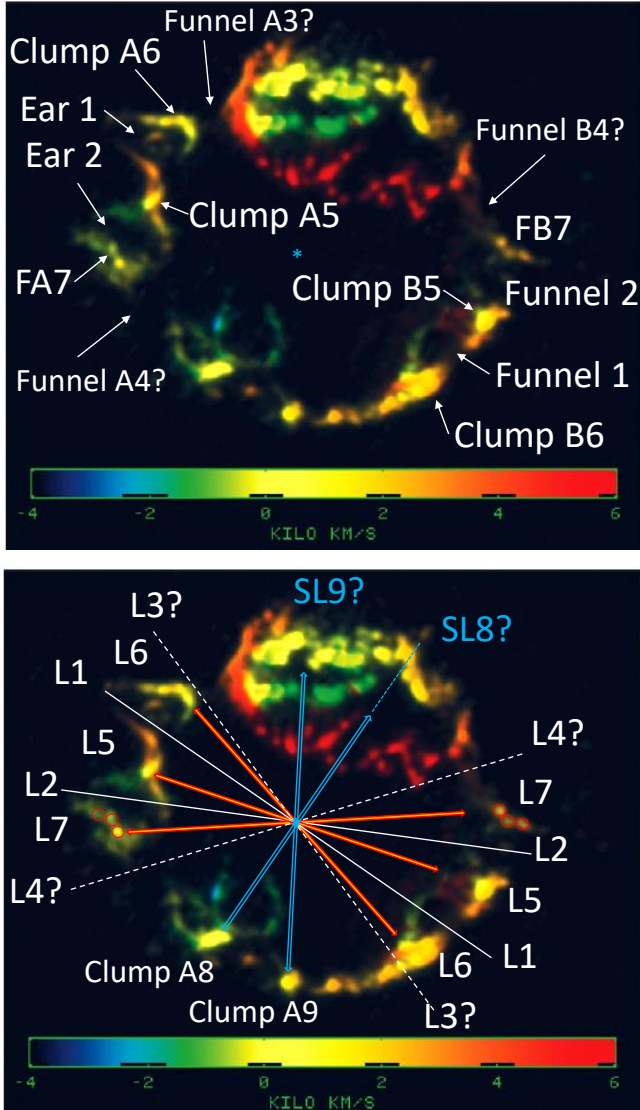 Funnel A3?
Clump A6
Ear 1
Ear 2
Funnel B4?
Clump A5
FB7
FA7
*
Clump B5
Funnel 2
Funnel A4?
Funnel 1
Clump B6
-4 -2 0 2 4 6
KILO KM/S
SL9?
L3?
SL8?
L6
L1
L5
L4?
L2
L7
L7
L2
L4?
L5
Clump A8
L6
L1
Clump A9
L3?
-4 -2 0 2 4 6
KILO KM/S